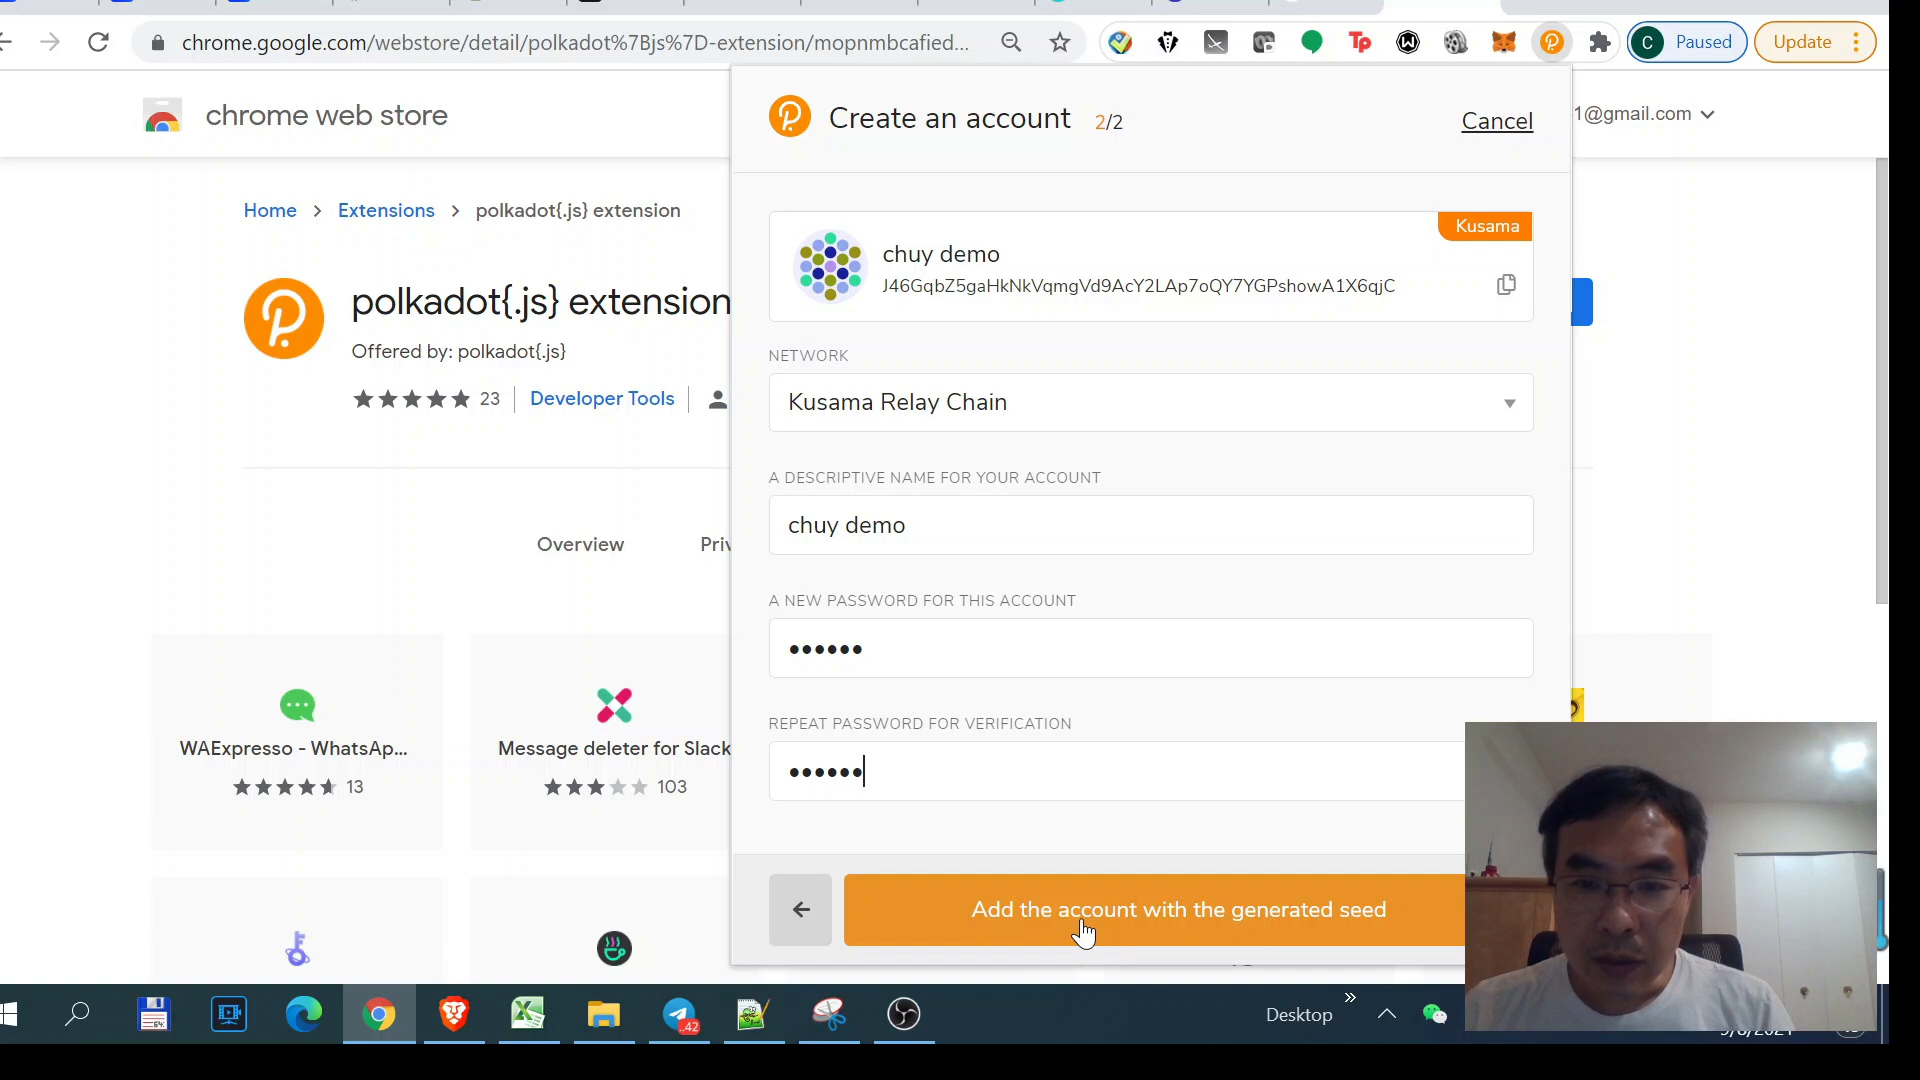 chrome.google.com/webstore/detail/polkadot%7Bjs%7D-extension/mopnmbcafied...
Tp
C Paused
Update
chrome web store
Create an account 2/2
Cancel
1@gmail.com
Home > Extensions > polkadot{.js} extension
Kusama
chuy demo
J46GqbZ5gaHkNkVqmgVd9AcY2LAp7oQY7YGPshowA1X6qjC
polkadot{.js} extension
Offered by: polkadot{.js}
23
Developer Tools
NETWORK
Kusama Relay Chain
A DESCRIPTIVE NAME FOR YOUR ACCOUNT
chuy demo
Overview
Priv
A NEW PASSWORD FOR THIS ACCOUNT
••••••
REPEAT PASSWORD FOR VERIFICATION
••••••
WAExpresso - WhatsAp...
13
Message deleter for Slack
103
Add the account with the generated seed
64
..42
Desktop